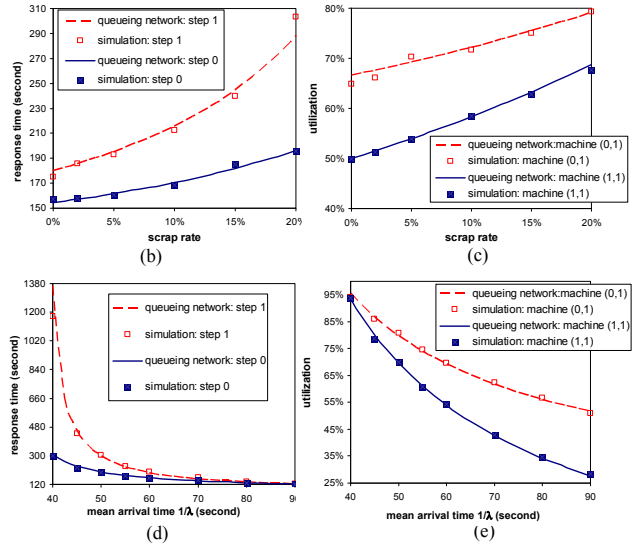 310
290
270
250
230
210
190
170
150
response time (second)
queueing network: step 1
simulation: step 1
queueing network: step 0
simulation: step 0
0%
5%
10%
15%
20%
scrap rate
(b)
80%
70%
60%
50%
40%
utilization
queueing network:machine (0,1)
simulation: machine (0,1)
queueing network: machine (1,1)
simulation: machine (1,1)
0%
5%
10%
15%
20%
scrap rate
(c)
1380
1200
1020
840
660
480
300
120
response time (second)
queueing network: step 1
simulation: step 1
queueing network: step 0
simulation: step 0
40
50
60
70
80
90
mean arrival time 1/λ (second)
(d)
95%
85%
75%
65%
55%
45%
35%
25%
utilization
queueing network:machine (0,1)
simulation: machine (0,1)
queueing network: machine (1,1)
simulation: machine (1,1)
40
50
60
70
80
90
mean arrival time 1/λ (second)
(e)